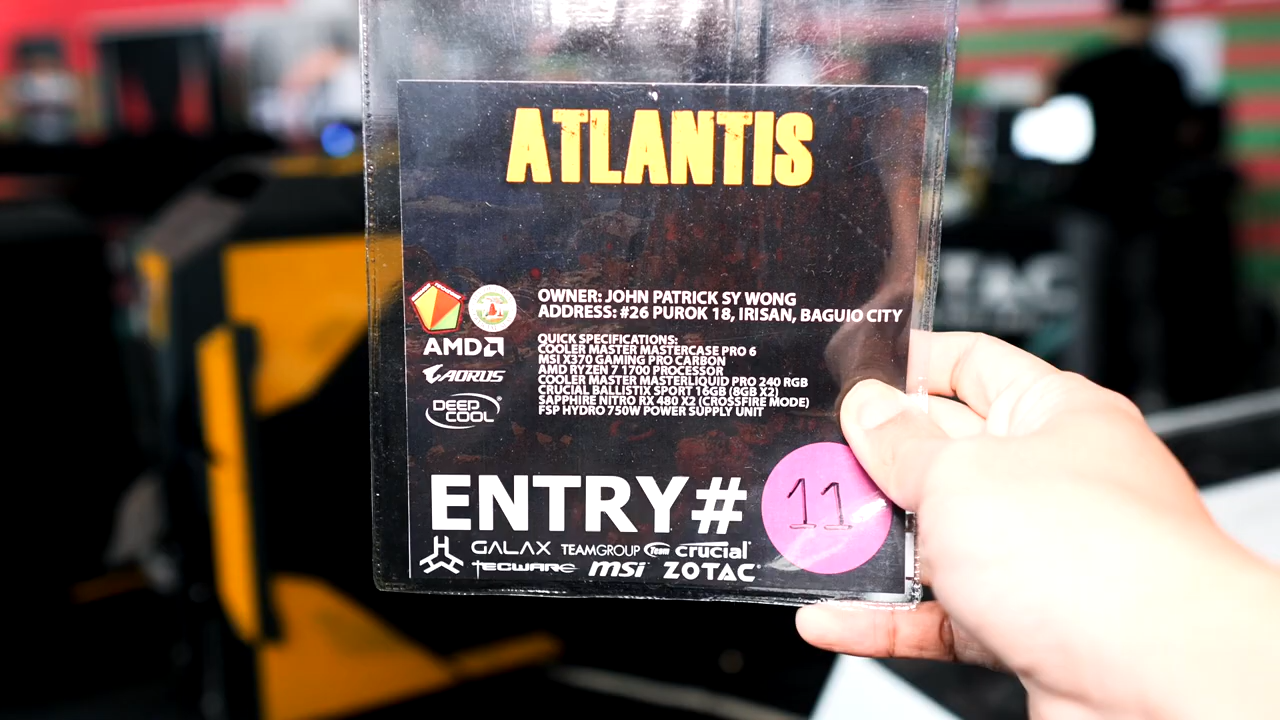 ATLANTIS
OWNER: JOHN PATRICK SY WONG
ADDRESS: #26 PUROK 18, IRISAN, BAGUIO CITY
QUICK SPECIFICATIONS:
COOLER MASTER MASTERCASE PRO 6
MSI X370 GAMING PRO CARBON
AMD RYZEN 7 1700 PROCESSOR
COOLER MASTER MASTERLIQUID PRO 240 RGB
CRUCIAL BALLISTIX SPORT 16GB (8GB X2)
SAPPHIRE NITRO RX 480 X2 (CROSSFIRE MODE)
FSP HYDRO 750W POWER SUPPLY UNIT
AMD
AORUS
DEEP
COOL
ENTRY# 11
GALAX TEAMGROUP Team crucial
TECWARE msi ZOTAC